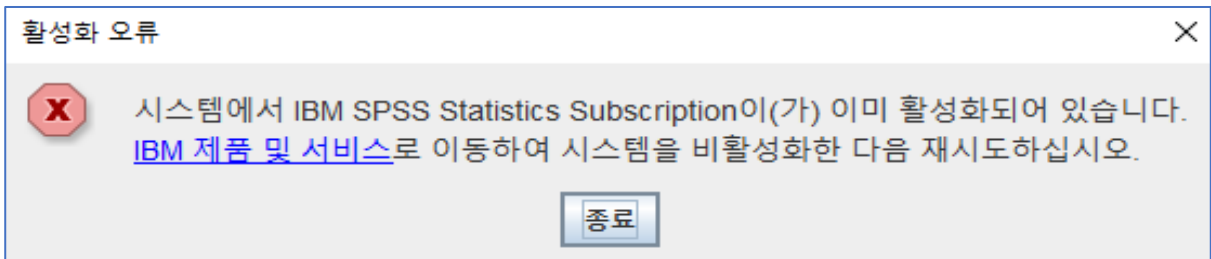 활성화 오류
시스템에서 IBM SPSS Statistics Subscription이(가) 이미 활성화되어 있습니다.
IBM 제품 및 서비스로 이동하여 시스템을 비활성화한 다음 재시도하십시오.
종료